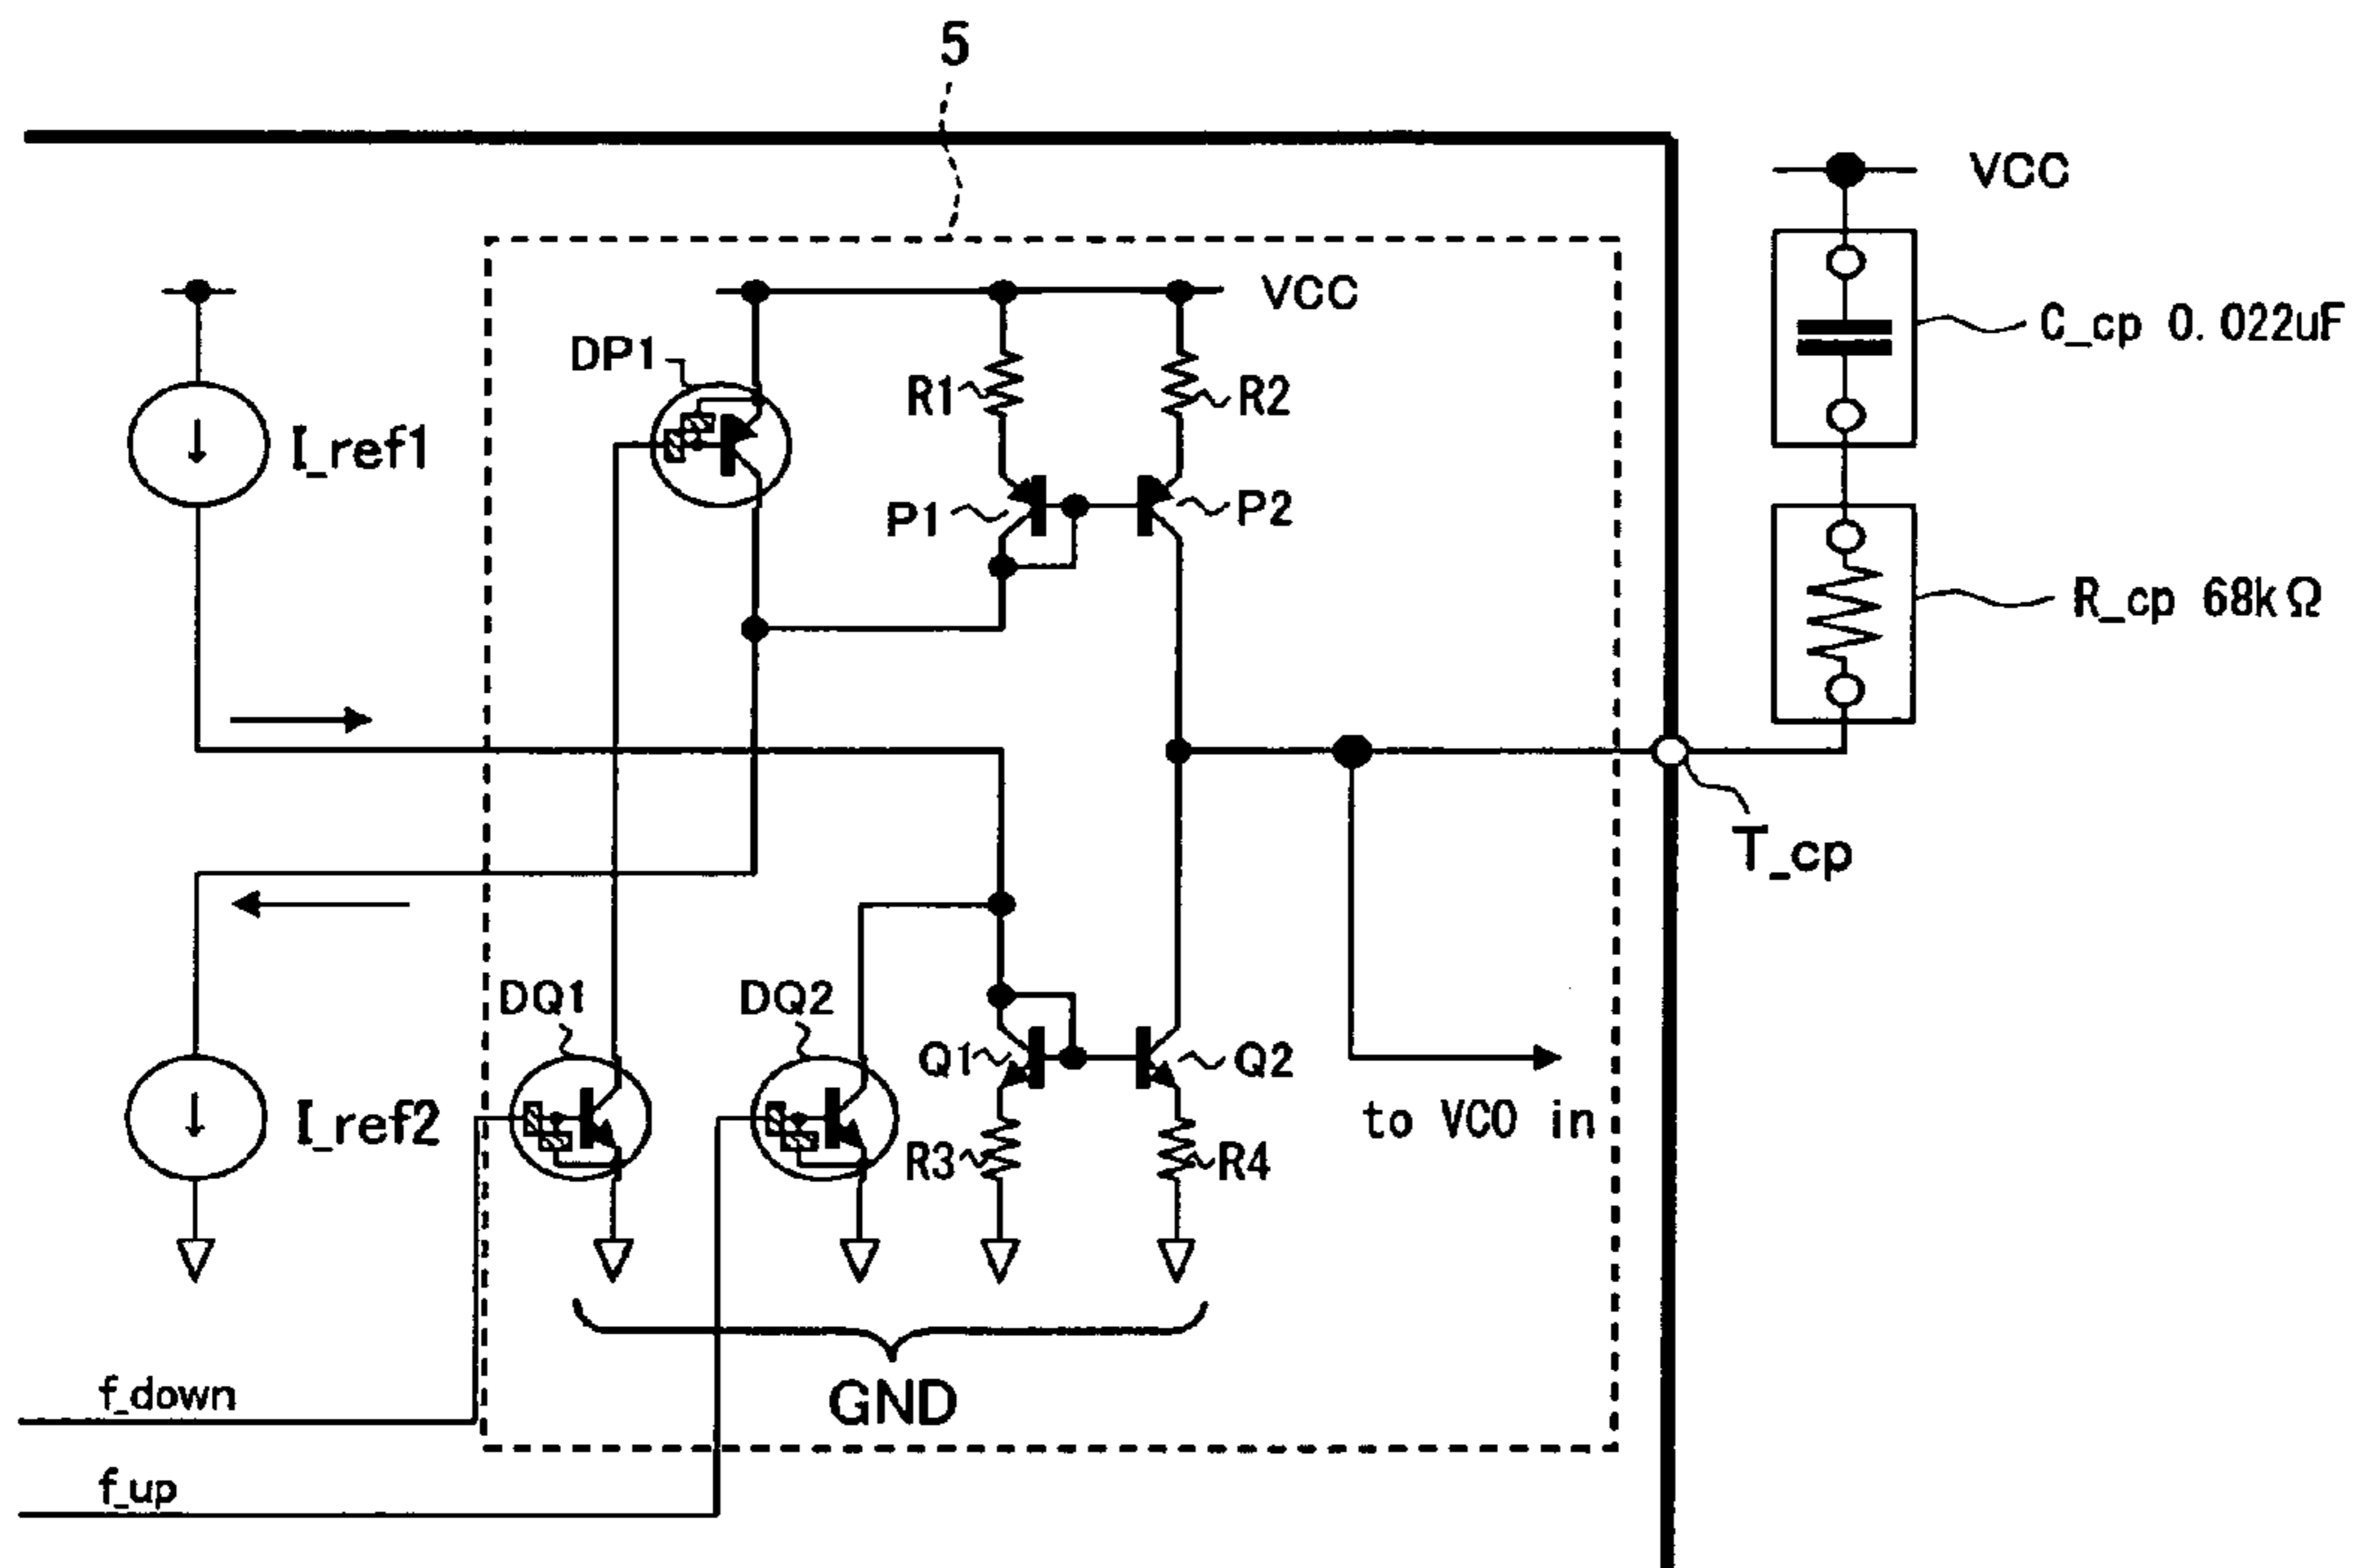 5
VCC
VCC
C_cp 0.022uF
DP1
R1
R2
I_ref1
P1
P2
R_cp 68kΩ
T_cp
DQ1
DQ2
Q1
Q2
I_ref2
to VCO in
R3
R4
f_down
GND
f_up